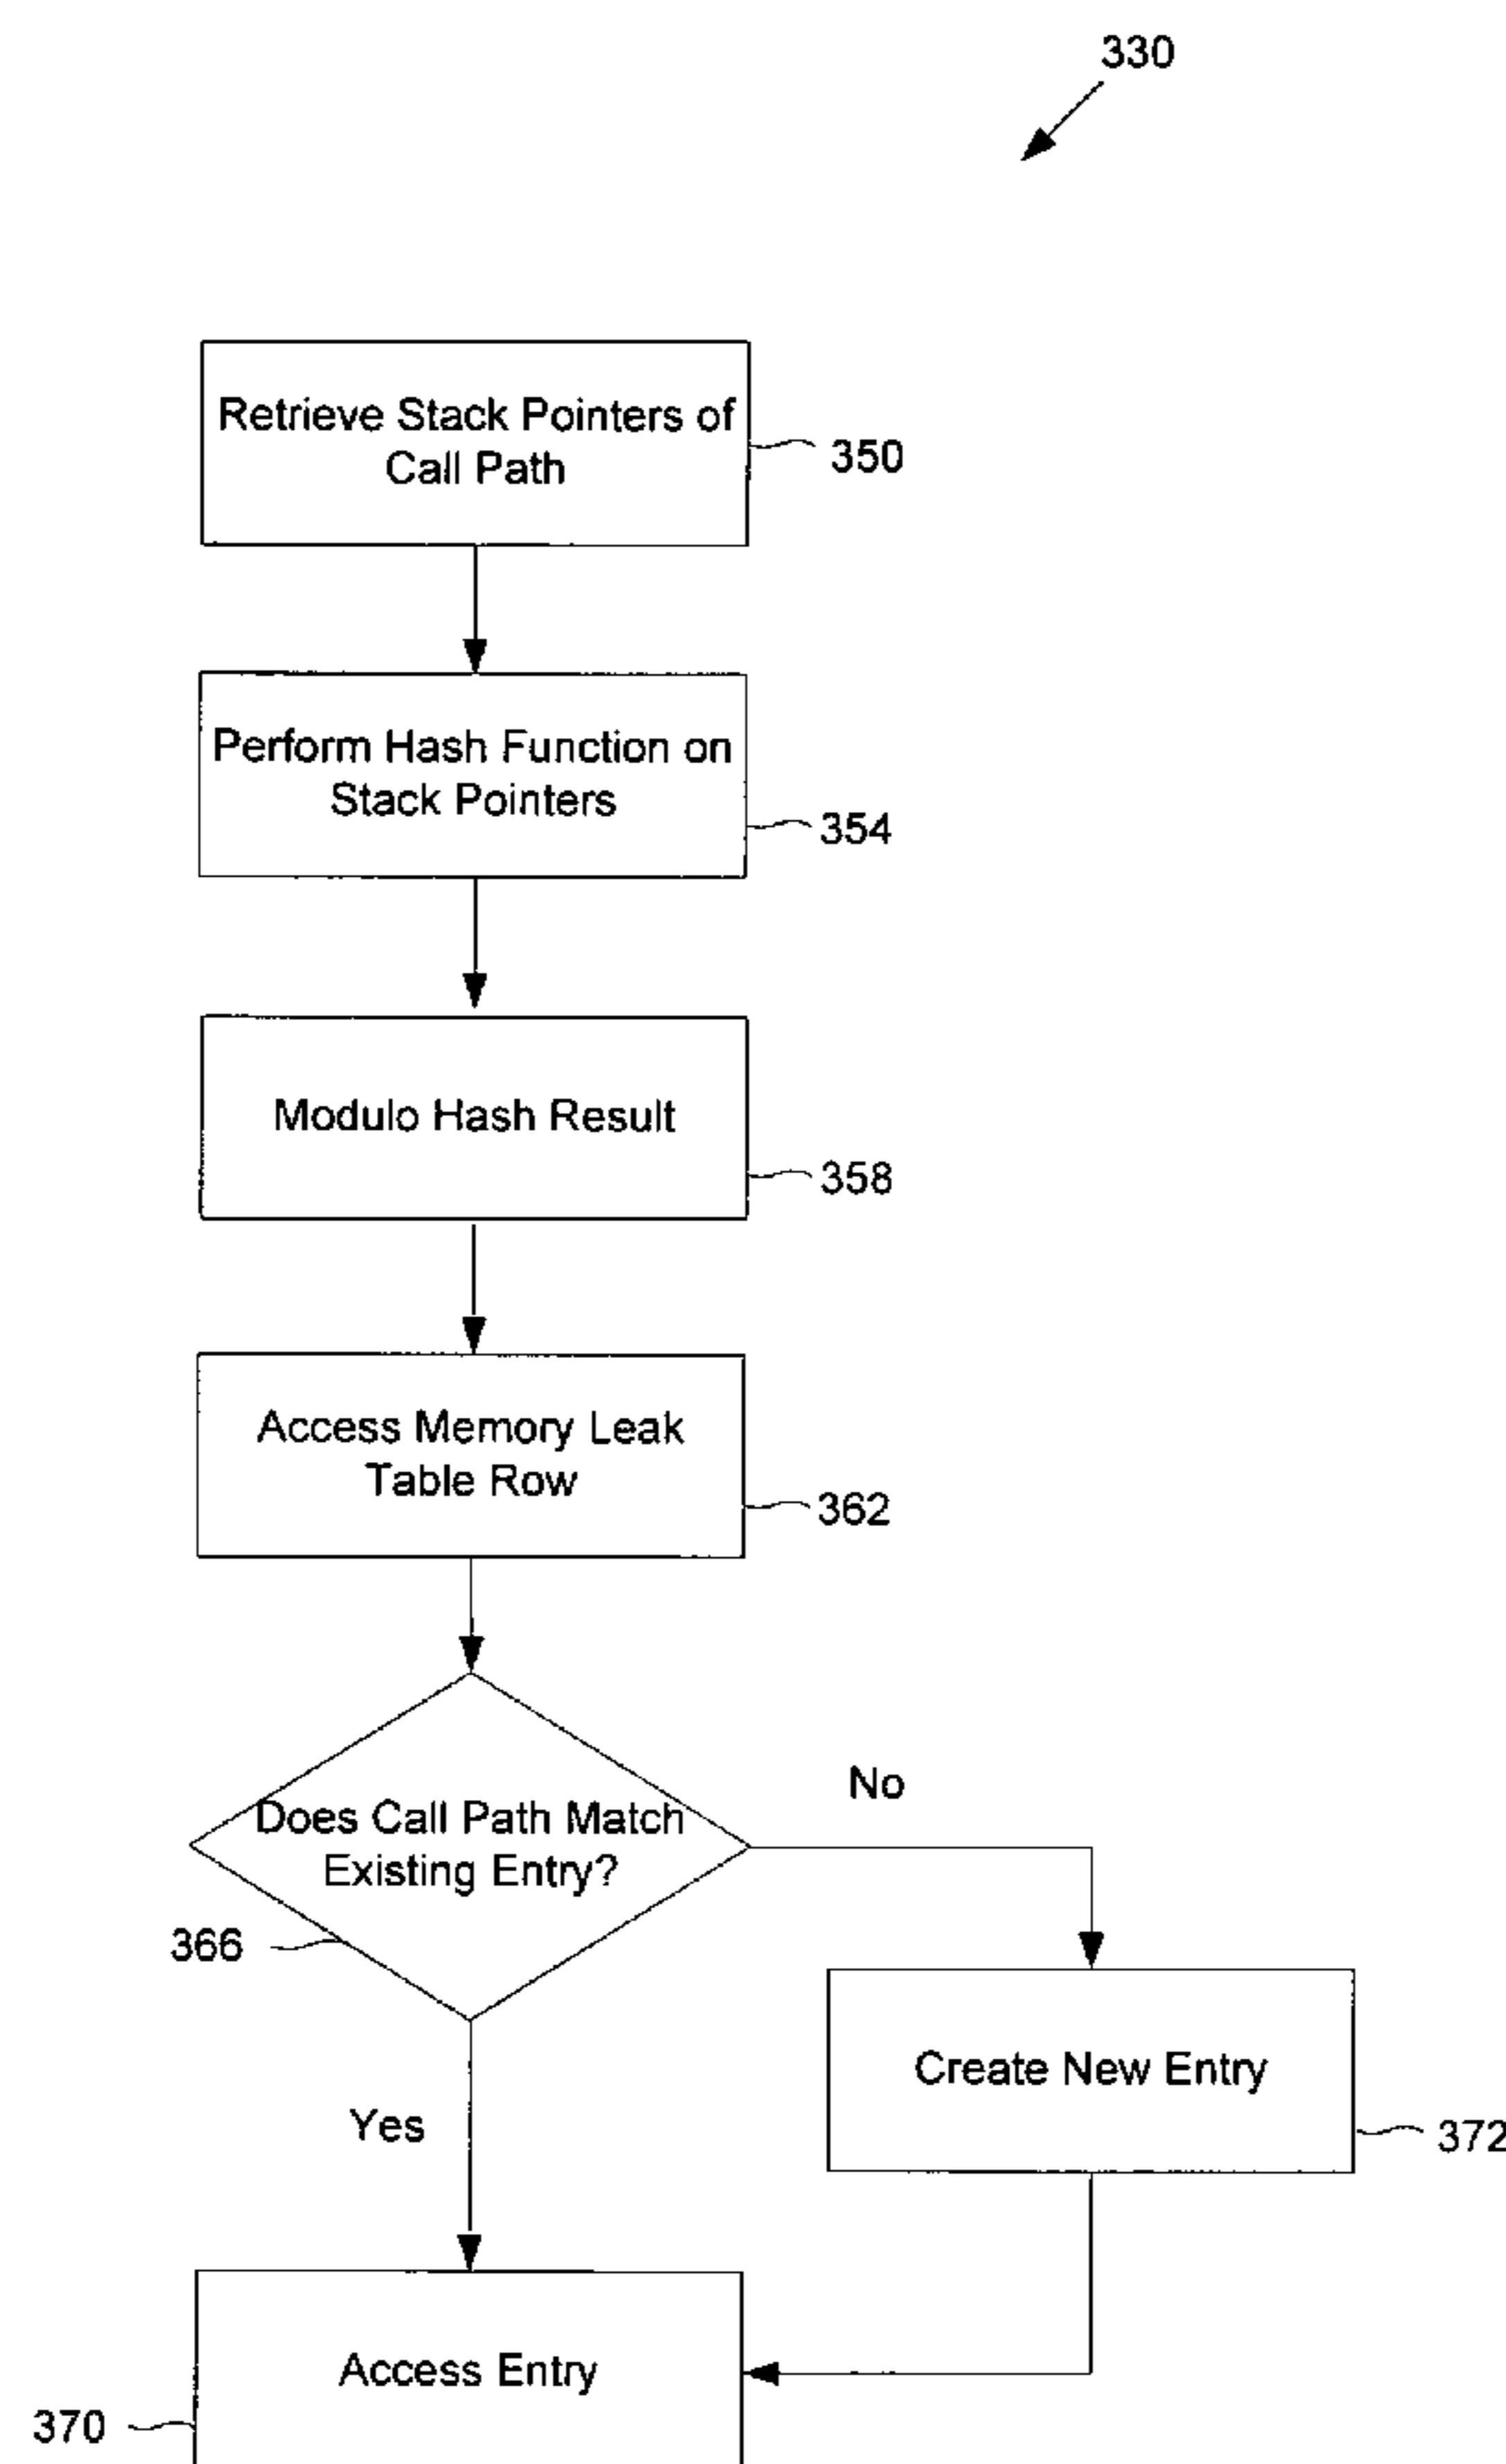 330
Retrieve Stack Pointers of
Call Path
350
Perform Hash Function on
Stack Pointers
354
Modulo Hash Result
358
Access Memory Leak
Table Row
362
Does Call Path Match
Existing Entry?
366
No
Yes
Create New Entry
372
Access Entry
370